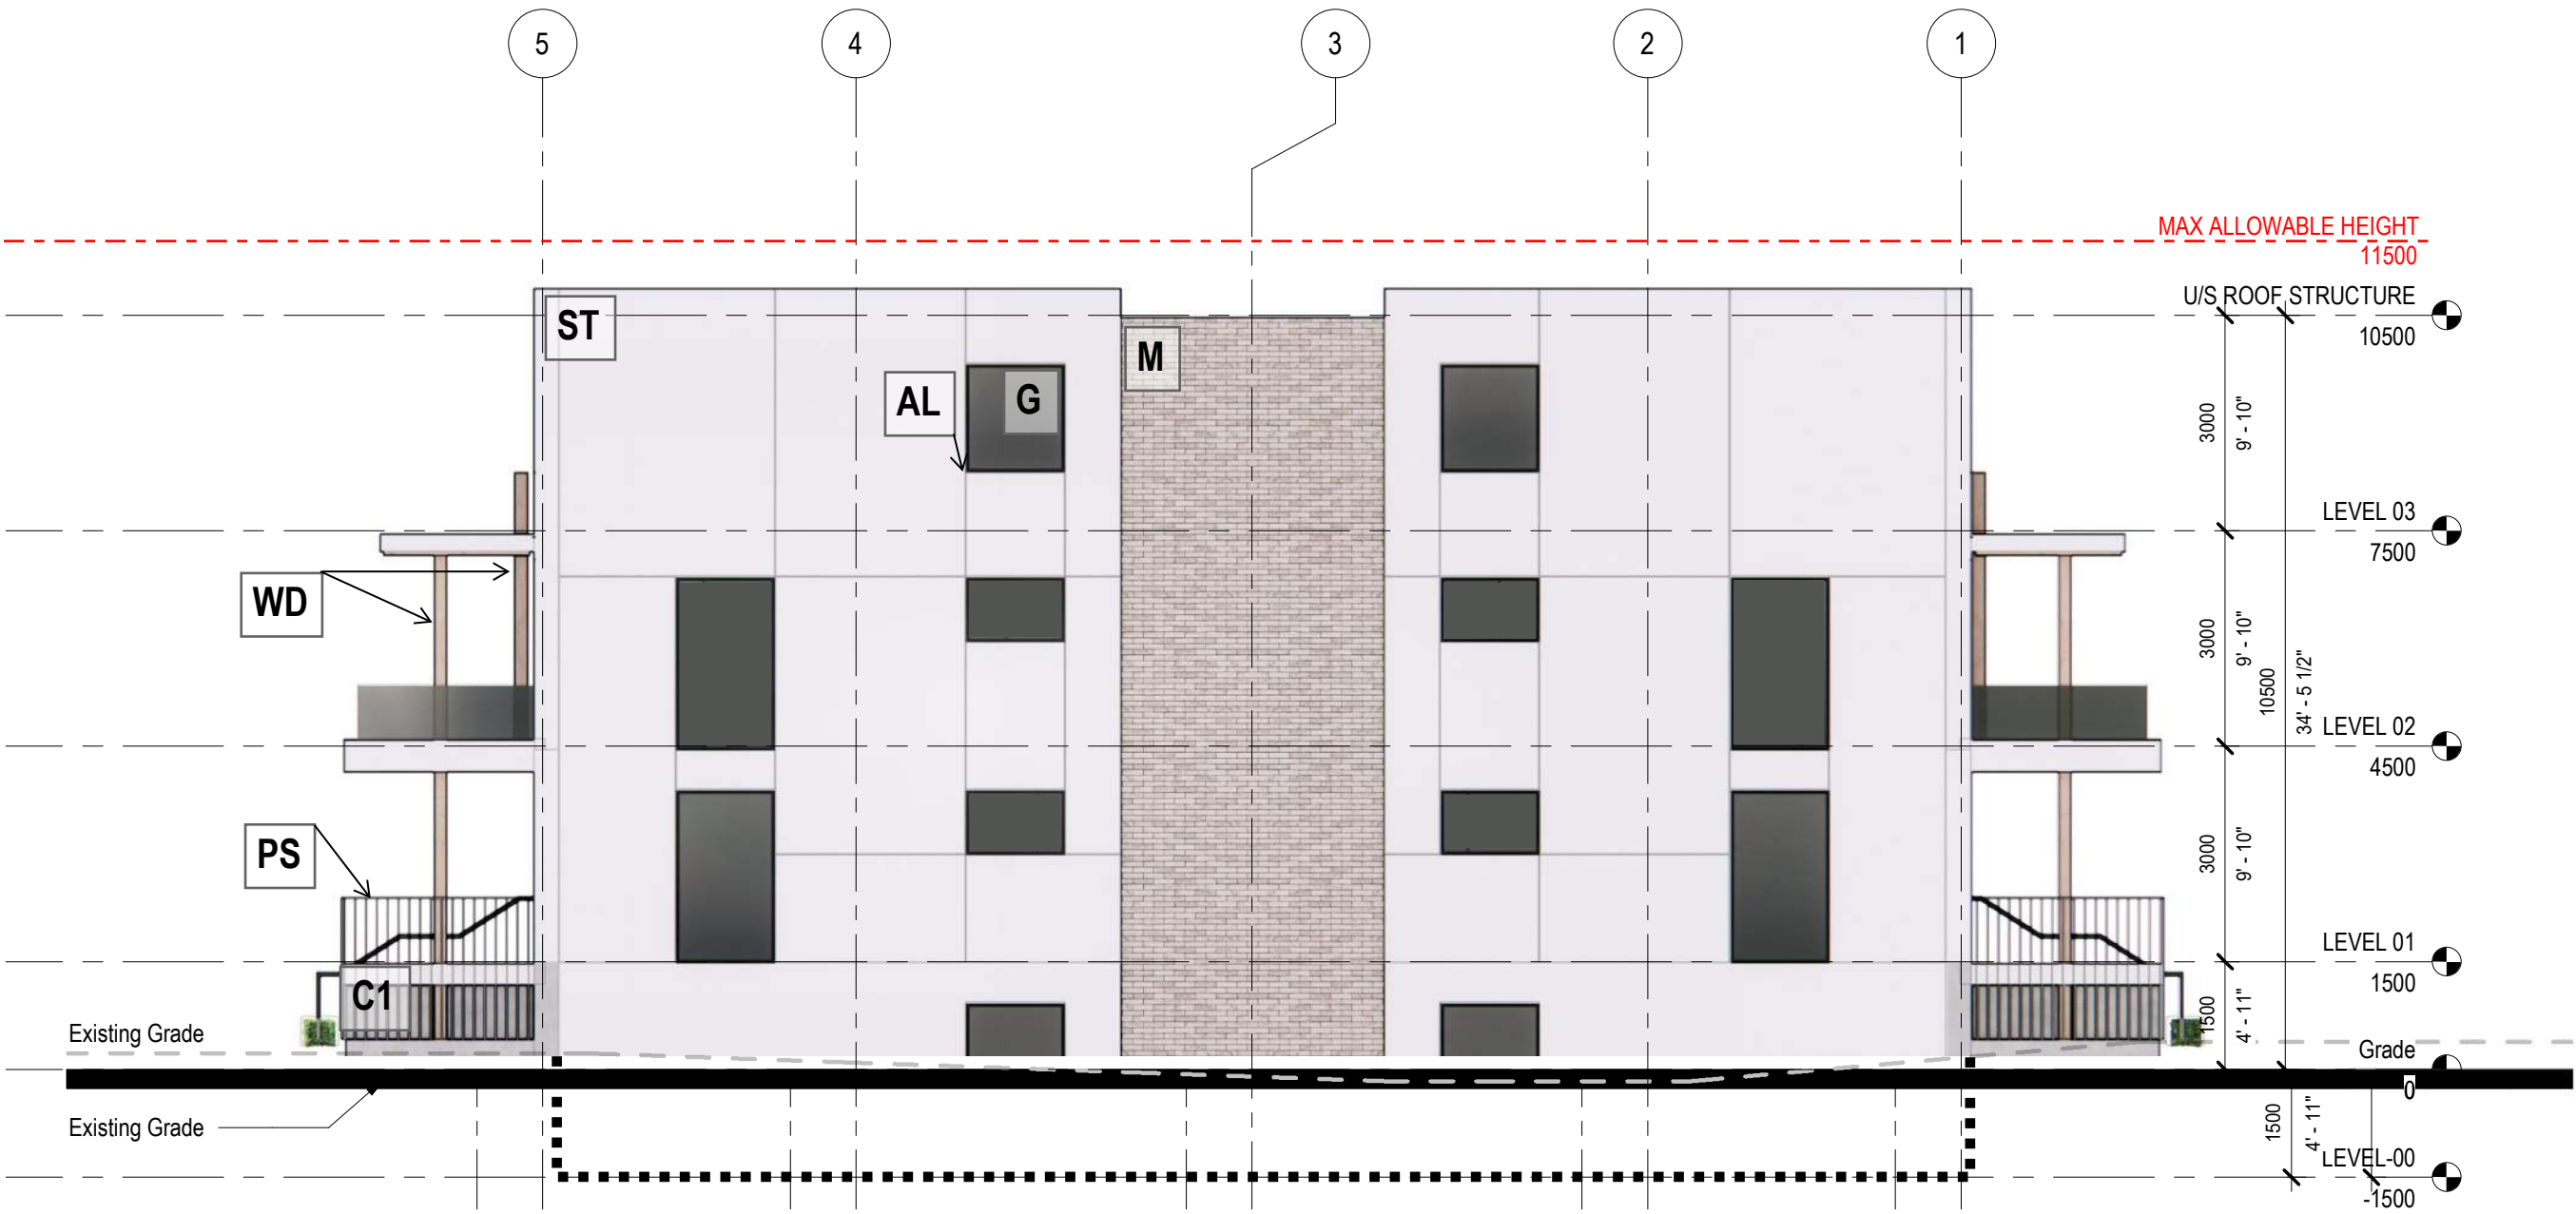 5
4
3
2
1
MAX ALLOWABLE HEIGHT
11500
U/S ROOF STRUCTURE
10500
ST
M
AL
G
3000
9' - 10"
LEVEL 03
7500
WD
3000
9' - 10"
10500
34' - 5 1/2"
LEVEL 02
4500
PS
3000
9' - 10"
LEVEL 01
1500
C1
1500
4' - 11"
Existing Grade
Grade
0
Existing Grade
1500
4' - 11"
LEVEL-00
-1500